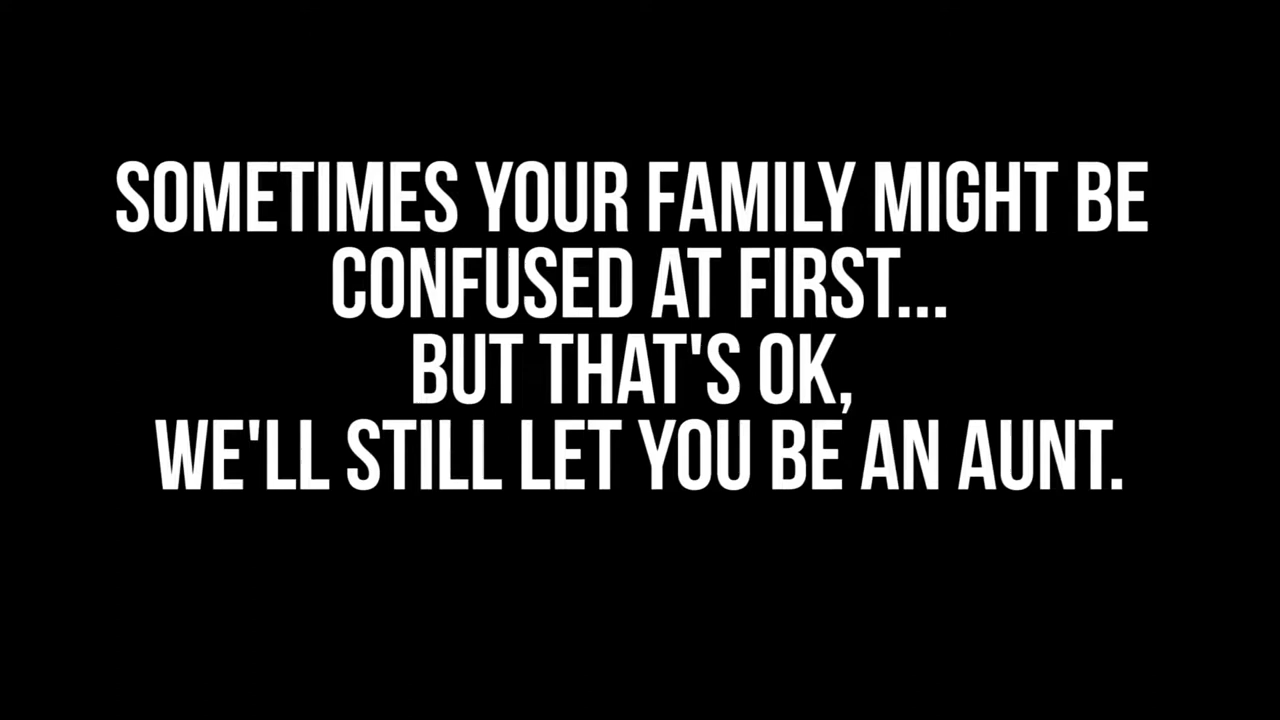 SOMETIMES YOUR FAMILY MIGHT BE
CONFUSED AT FIRST...
BUT THAT'S OK,
WE'LL STILL LET YOU BE AN AUNT.